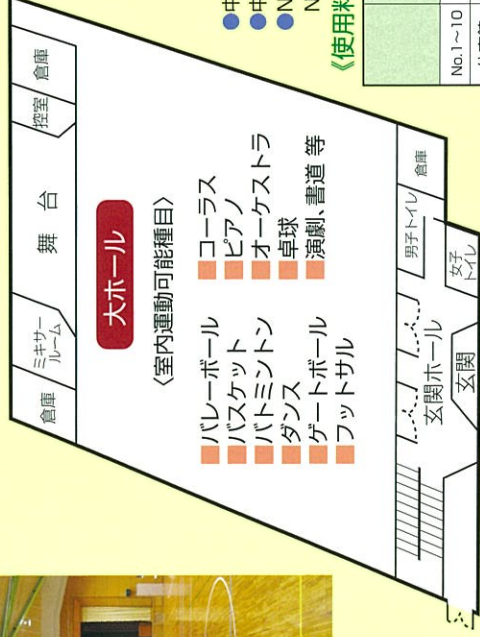 倉庫
ミキサー
ルーム
舞台
控室
倉庫
大ホール
〈室内運動可能種目〉
■バレーボール
■バスケット
■バトミントン
■ダンス
■ゲートボール
■フットサル
■コーラス
■ピアノ
■オーケストラ
■卓球
■演劇、書道 等
玄関ホール
玄関
男子トイレ
女子
トイレ
倉庫
●中
●中
●N
N
《使用料
No.1~10